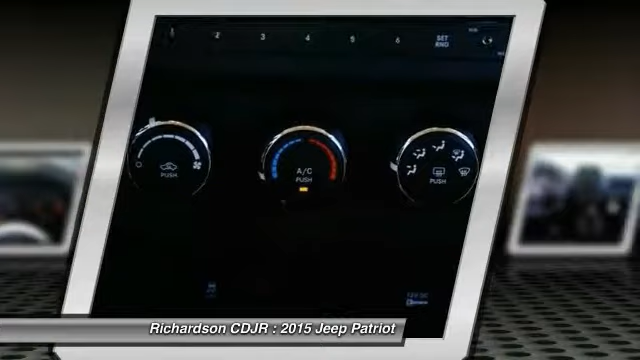 2 3 4 5 6 SET
RND
PUSH
A/C
PUSH
PUSH
Richardson CDJR : 2015 Jeep Patriot